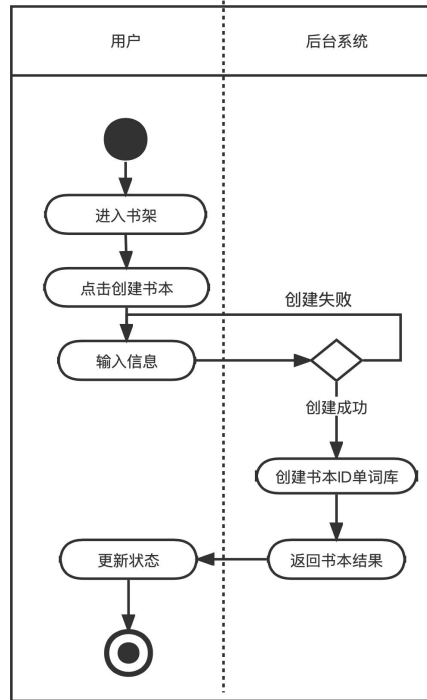 用户
后台系统
进入书架
点击创建书本
创建失败
输入信息
创建成功
创建书本ID单词库
更新状态
返回书本结果